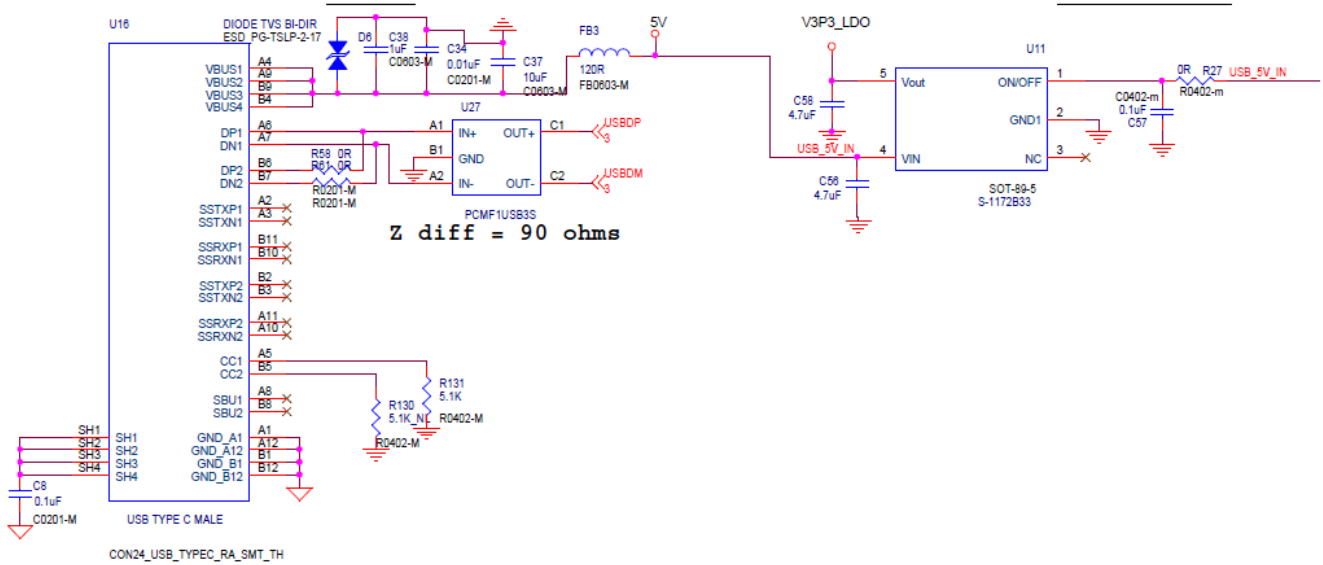 U16
DIODE TVS BI-DIR
ESD_PG-TSLP-2-17
D6
C38
1uF
C0603-M
C34
0.01uF
C0201-M
C37
10uF
C0603-M
FB3
120R
FB0603-M
5V
V3P3_LDO
U11
VBUS1 A4
VBUS2 A9
VBUS3 B9
VBUS4 B4
DP1 A6
DN1 A7
DP2 B6
DN2 B7
R58 0R
R61 0R
R0201-M
R0201-M
SSTXP1 A2
SSTXN1 A3
SSRXP1 B11
SSRXN1 B10
SSTXP2 B2
SSTXN2 B3
SSRXP2 A11
SSRXN2 A10
CC1 A5
CC2 B5
SBU1 A8
SBU2 B8
GND_A1 A1
GND_A12 A12
GND_B1 B1
GND_B12 B12
SH1 SH1
SH2 SH2
SH3 SH3
SH4 SH4
C8
0.1uF
C0201-M
USB TYPE C MALE
CON24_USB_TYPEC_RA_SMT_TH
R131
5.1K
R0402-M
R130
5.1K_NL
R0402-M
U27
A1 IN+ OUT+ C1
B1 GND
A2 IN- OUT- C2
PCMF1USB3S
USBDP
3
USBDM
3
Z diff = 90 ohms
C58
4.7uF
5 Vout ON/OFF 1
GND1 2
USB_5V_IN 4 VIN NC 3
SOT-89-5
S-1172B33
C56
4.7uF
0R R27 USB_5V_IN
R0402-m
C0402-m
0.1uF
C57